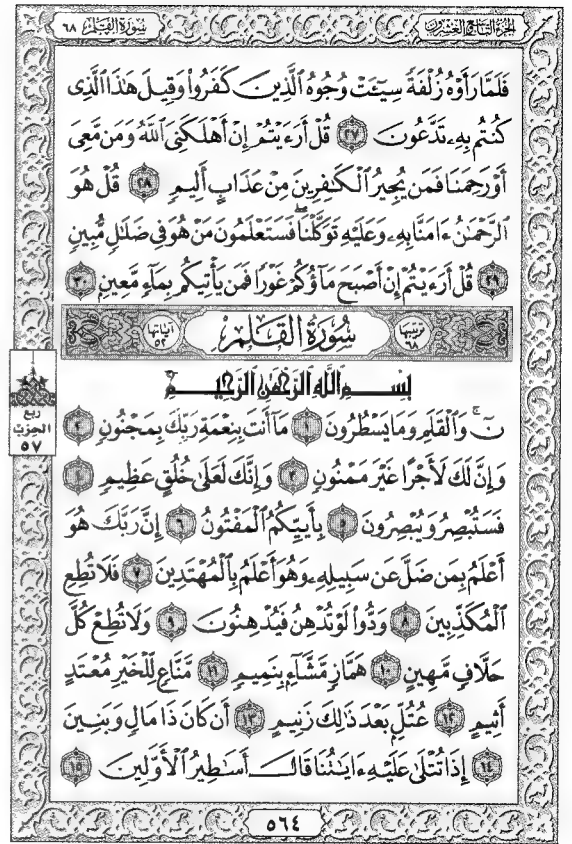 الجزء التاسع والعشرون
سورة القلم ٦٨
فَلَمَّا رَأَوْهُ زُلْفَةً سِيٓـَٔتْ وُجُوهُ ٱلَّذِينَ كَفَرُوا۟ وَقِيلَ هَٰذَا ٱلَّذِى
كُنتُم بِهِۦ تَدَّعُونَ ٢٧ قُلْ أَرَءَيْتُمْ إِنْ أَهْلَكَنِىَ ٱللَّهُ وَمَن مَّعِىَ
أَوْ رَحِمَنَا فَمَن يُجِيرُ ٱلْكَٰفِرِينَ مِنْ عَذَابٍ أَلِيمٍ ٢٨ قُلْ هُوَ
ٱلرَّحْمَٰنُ ءَامَنَّا بِهِۦ وَعَلَيْهِ تَوَكَّلْنَا ۖ فَسَتَعْلَمُونَ مَنْ هُوَ فِى ضَلَٰلٍ مُّبِينٍ
٢٩ قُلْ أَرَءَيْتُمْ إِنْ أَصْبَحَ مَآؤُكُمْ غَوْرًا فَمَن يَأْتِيكُم بِمَآءٍ مَّعِينٍ ٣٠
ترتيبها ٦٨ سُورَةُ الْقَلَمِ آياتها ٥٢
بِسْمِ ٱللَّهِ ٱلرَّحْمَٰنِ ٱلرَّحِيمِ
نٓ ۚ وَٱلْقَلَمِ وَمَا يَسْطُرُونَ ١ مَآ أَنتَ بِنِعْمَةِ رَبِّكَ بِمَجْنُونٍ ٢
وَإِنَّ لَكَ لَأَجْرًا غَيْرَ مَمْنُونٍ ٣ وَإِنَّكَ لَعَلَىٰ خُلُقٍ عَظِيمٍ ٤
فَسَتُبْصِرُ وَيُبْصِرُونَ ٥ بِأَييِّكُمُ ٱلْمَفْتُونُ ٦ إِنَّ رَبَّكَ هُوَ
أَعْلَمُ بِمَن ضَلَّ عَن سَبِيلِهِۦ وَهُوَ أَعْلَمُ بِٱلْمُهْتَدِينَ ٧ فَلَا تُطِعِ
ٱلْمُكَذِّبِينَ ٨ وَدُّوا۟ لَوْ تُدْهِنُ فَيُدْهِنُونَ ٩ وَلَا تُطِعْ كُلَّ
حَلَّافٍ مَّهِينٍ ١٠ هَمَّازٍ مَّشَّآءٍۭ بِنَمِيمٍ ١١ مَّنَّاعٍ لِّلْخَيْرِ مُعْتَدٍ
أَثِيمٍ ١٢ عُتُلٍّۭ بَعْدَ ذَٰلِكَ زَنِيمٍ ١٣ أَن كَانَ ذَا مَالٍ وَبَنِينَ
١٤ إِذَا تُتْلَىٰ عَلَيْهِ ءَايَٰتُنَا قَالَ أَسَٰطِيرُ ٱلْأَوَّلِينَ ١٥
ربع
الحزب
٥٧
٥٦٤